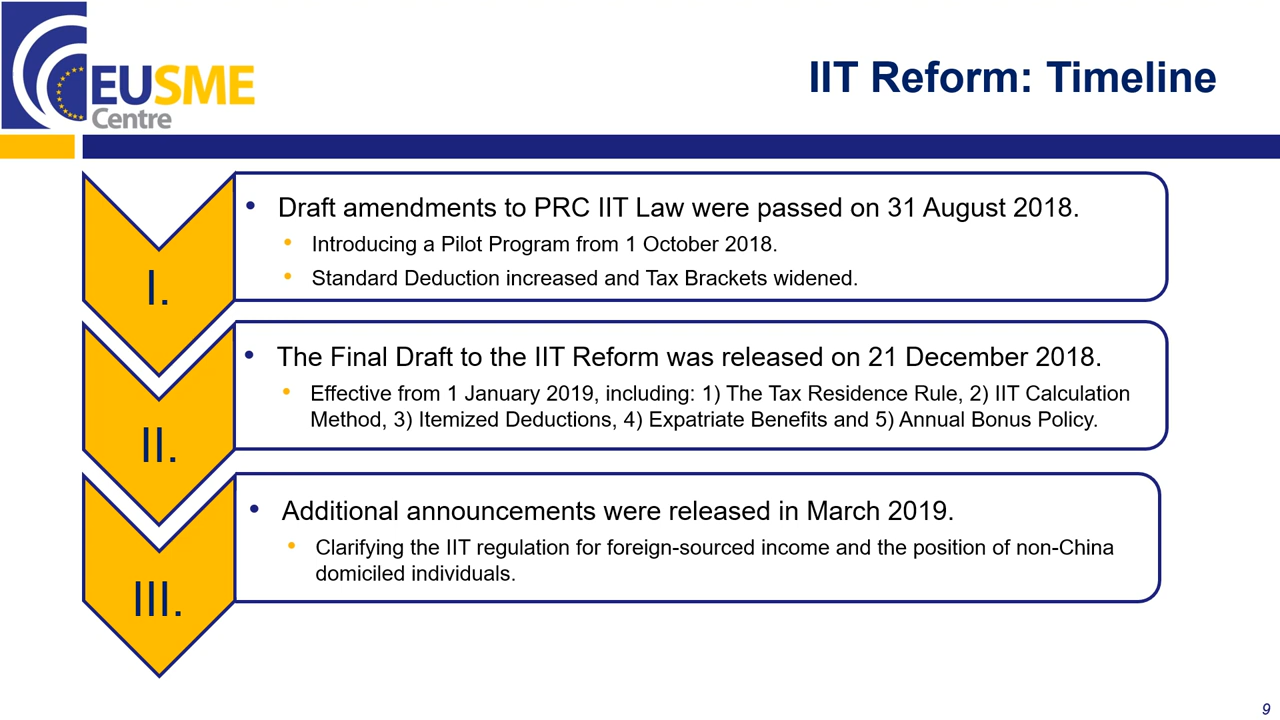 EUSME
Centre
IIT Reform: Timeline
I.
• Draft amendments to PRC IIT Law were passed on 31 August 2018.
• Introducing a Pilot Program from 1 October 2018.
• Standard Deduction increased and Tax Brackets widened.
II.
• The Final Draft to the IIT Reform was released on 21 December 2018.
• Effective from 1 January 2019, including: 1) The Tax Residence Rule, 2) IIT Calculation
Method, 3) Itemized Deductions, 4) Expatriate Benefits and 5) Annual Bonus Policy.
III.
• Additional announcements were released in March 2019.
• Clarifying the IIT regulation for foreign-sourced income and the position of non-China
domiciled individuals.
9